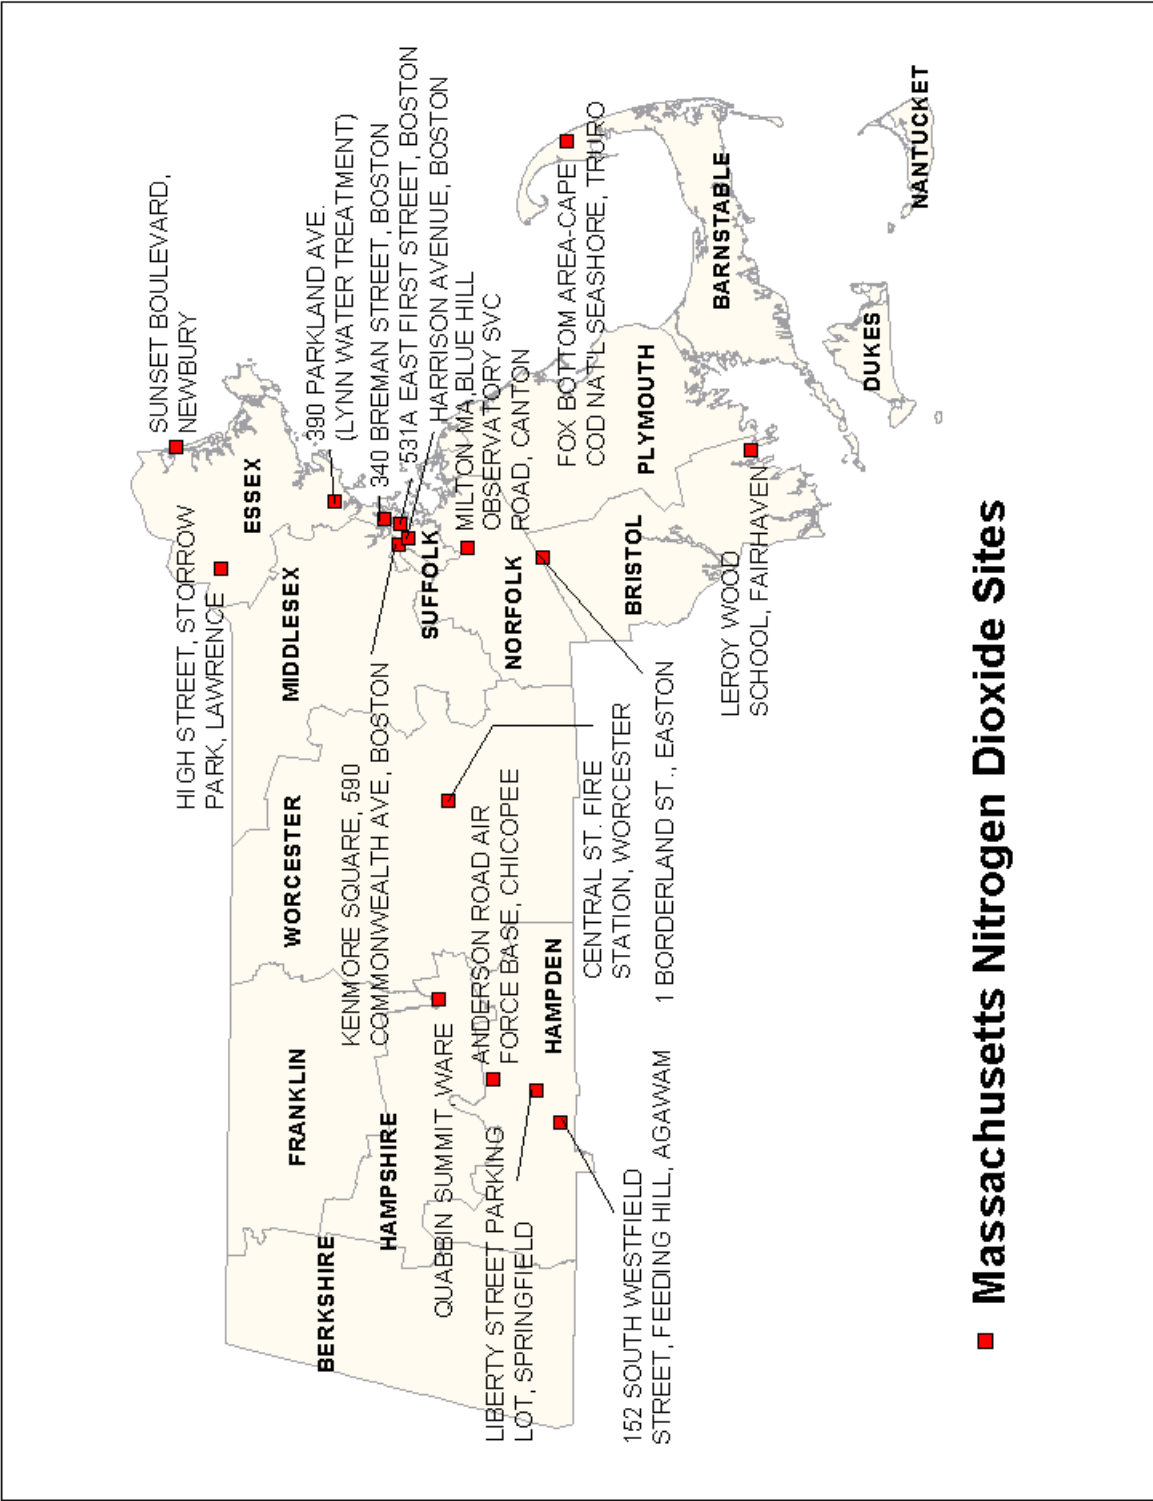 SUNSET BOULEVARD,
NEWBURY
HIGH STREET, STORROW
PARK, LAWRENCE
ESSEX
390 PARKLAND AVE.
(LYNN WATER TREATMENT)
340 BREMAN STREET, BOSTON
531A EAST FIRST STREET, BOSTON
HARRISON AVENUE, BOSTON
MIDDLESEX
WORCESTER
FRANKLIN
BERKSHIRE
KENMORE SQUARE, 590
COMMONWEALTH AVE, BOSTON
HAMPSHIRE
SUFFOLK
MILTON MA,BLUE HILL
OBSERVATORY SVC
ROAD, CANTON
QUABBIN SUMMIT, WARE
ANDERSON ROAD AIR
FORCE BASE, CHICOPEE
LIBERTY STREET PARKING
LOT, SPRINGFIELD
NORFOLK
HAMPDEN
FOX BOTTOM AREA-CAPE
COD NAT'L SEASHORE, TRURO
CENTRAL ST. FIRE
STATION, WORCESTER
152 SOUTH WESTFIELD
STREET, FEEDING HILL, AGAWAM
1 BORDERLAND ST., EASTON
BRISTOL
PLYMOUTH
BARNSTABLE
LEROY WOOD
SCHOOL, FAIRHAVEN
DUKES
NANTUCKET
Massachusetts Nitrogen Dioxide Sites